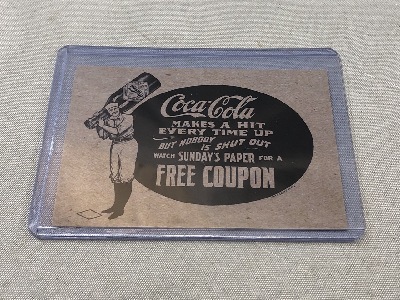 Coca-Cola
MAKES A HIT
EVERY TIME UP
BUT NOBODY
IS SHUT OUT
WATCH SUNDAY'S PAPER FOR A
FREE COUPON